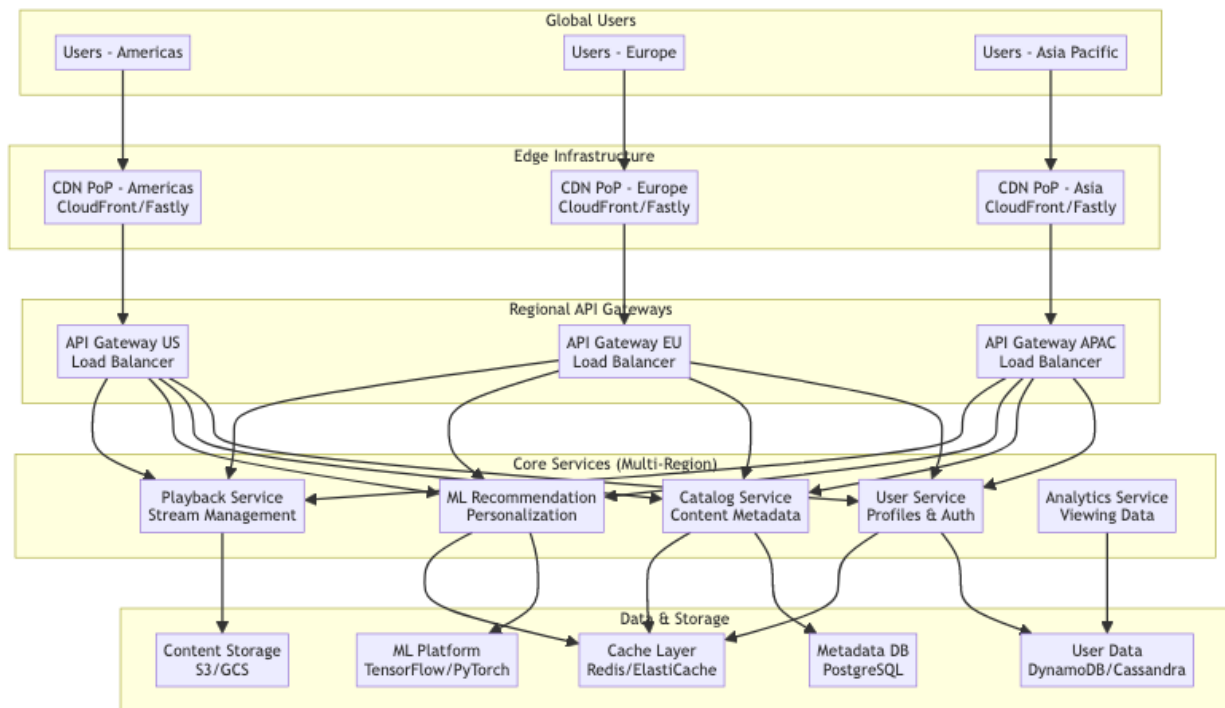 Global Users
Users - Americas
Users - Europe
Users - Asia Pacific
Edge Infrastructure
CDN PoP - Americas
CloudFront/Fastly
CDN PoP - Europe
CloudFront/Fastly
CDN PoP - Asia
CloudFront/Fastly
Regional API Gateways
API Gateway US
Load Balancer
API Gateway EU
Load Balancer
API Gateway APAC
Load Balancer
Core Services (Multi-Region)
Playback Service
Stream Management
ML Recommendation
Personalization
Catalog Service
Content Metadata
User Service
Profiles & Auth
Analytics Service
Viewing Data
Data & Storage
Content Storage
S3/GCS
ML Platform
TensorFlow/PyTorch
Cache Layer
Redis/ElastiCache
Metadata DB
PostgreSQL
User Data
DynamoDB/Cassandra